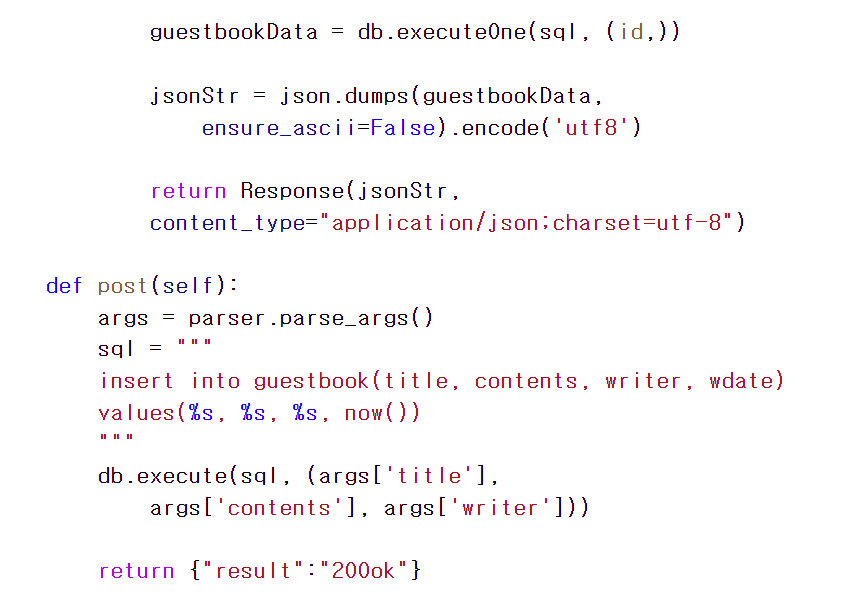 guestbookData = db.executeOne(sql, (id,))
jsonStr = json.dumps(guestbookData,
ensure_ascii=False).encode('utf8')
return Response(jsonStr,
content_type="application/json;charset=utf-8")
def post(self):
args = parser.parse_args()
sql = """
insert into guestbook(title, contents, writer, wdate)
values(%s, %s, %s, now())
"""
db.execute(sql, (args['title'],
args['contents'], args['writer']))
return {"result":"200ok"}